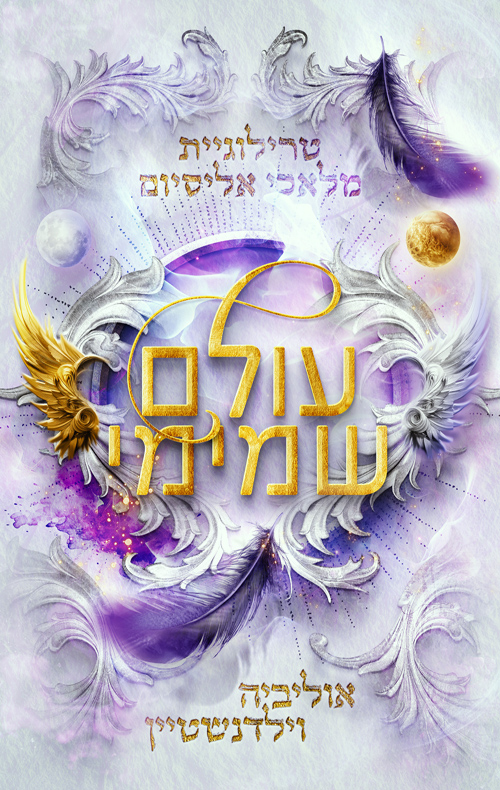 טרילוגיית
מלאכי אליסיום
עולם
שמימי
אוליביה
וילדנשטיין